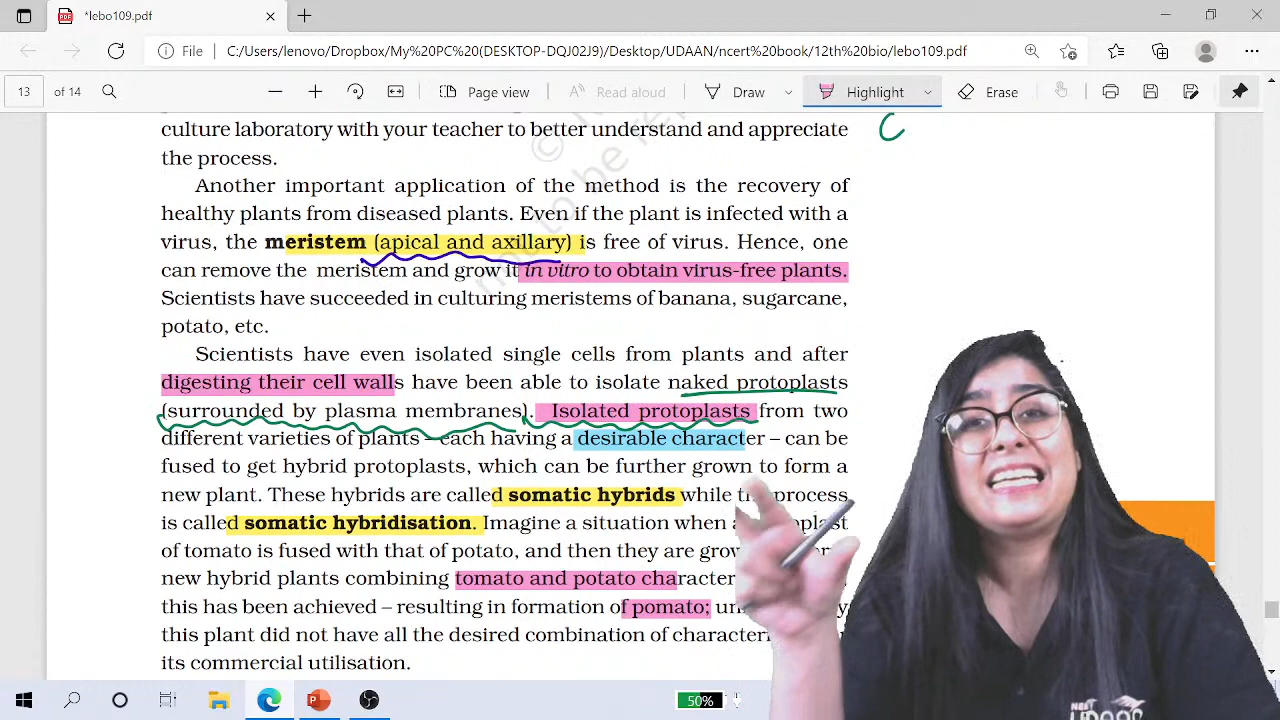 *lebo109.pdf
File C:/Users/lenovo/Dropbox/My%20PC%20(DESKTOP-DQJ02J9)/Desktop/UDAAN/ncert%20book/12th%20bio/lebo109.pdf
13 of 14 Page view Read aloud Draw Highlight Erase
culture laboratory with your teacher to better understand and appreciate
C
the process.
Another important application of the method is the recovery of
healthy plants from diseased plants. Even if the plant is infected with a
virus, the meristem (apical and axillary) is free of virus. Hence, one
can remove the meristem and grow it in vitro to obtain virus-free plants.
Scientists have succeeded in culturing meristems of banana, sugarcane,
potato, etc.
Scientists have even isolated single cells from plants and after
digesting their cell walls have been able to isolate naked protoplasts
(surrounded by plasma membranes). Isolated protoplasts from two
different varieties of plants – each having a desirable character – can be
fused to get hybrid protoplasts, which can be further grown to form a
new plant. These hybrids are called somatic hybrids while the process
is called somatic hybridisation. Imagine a situation when a
of tomato is fused with that of potato, and then they are
new hybrid plants combining tomato and potato
this has been achieved – resulting in formation of pomato;
this plant did not have all the desired combination of
its commercial utilisation.
50%
UDAAN